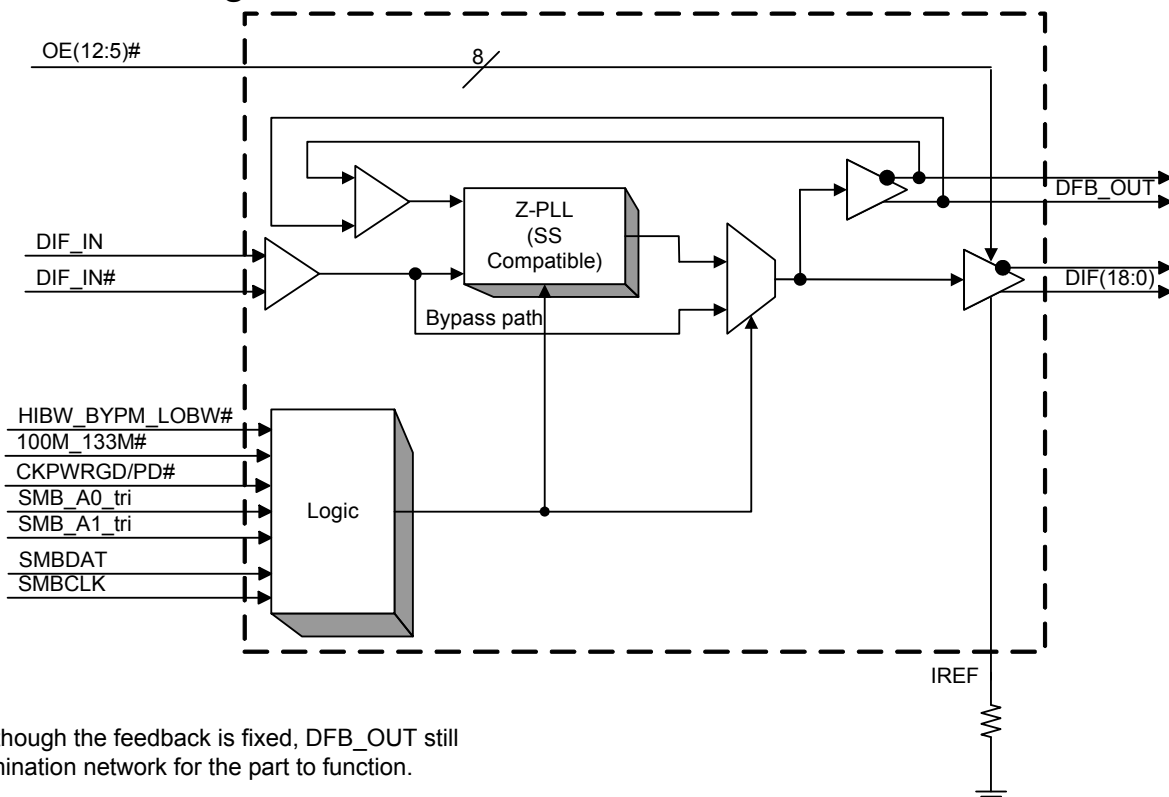 OE(12:5)#
8
DFB_OUT
Z-PLL
(SS
Compatible)
DIF_IN
DIF_IN#
DIF(18:0)
Bypass path
HIBW_BYPM_LOBW#
100M_133M#
CKPWRGD/PD#
SMB_A0_tri
SMB_A1_tri
SMBDAT
SMBCLK
Logic
IREF
though the feedback is fixed, DFB_OUT still
mination network for the part to function.